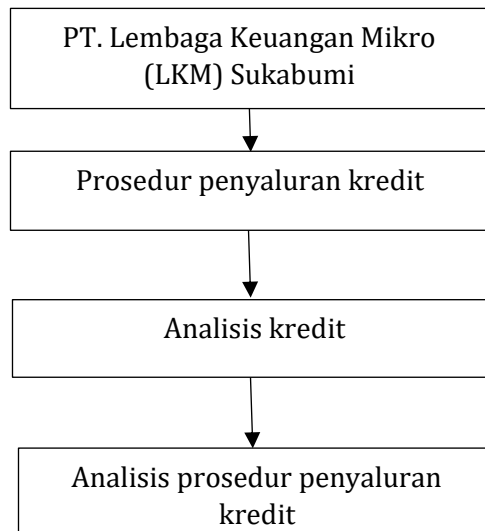 PT. Lembaga Keuangan Mikro
(LKM) Sukabumi
Prosedur penyaluran kredit
Analisis kredit
Analisis prosedur penyaluran
kredit